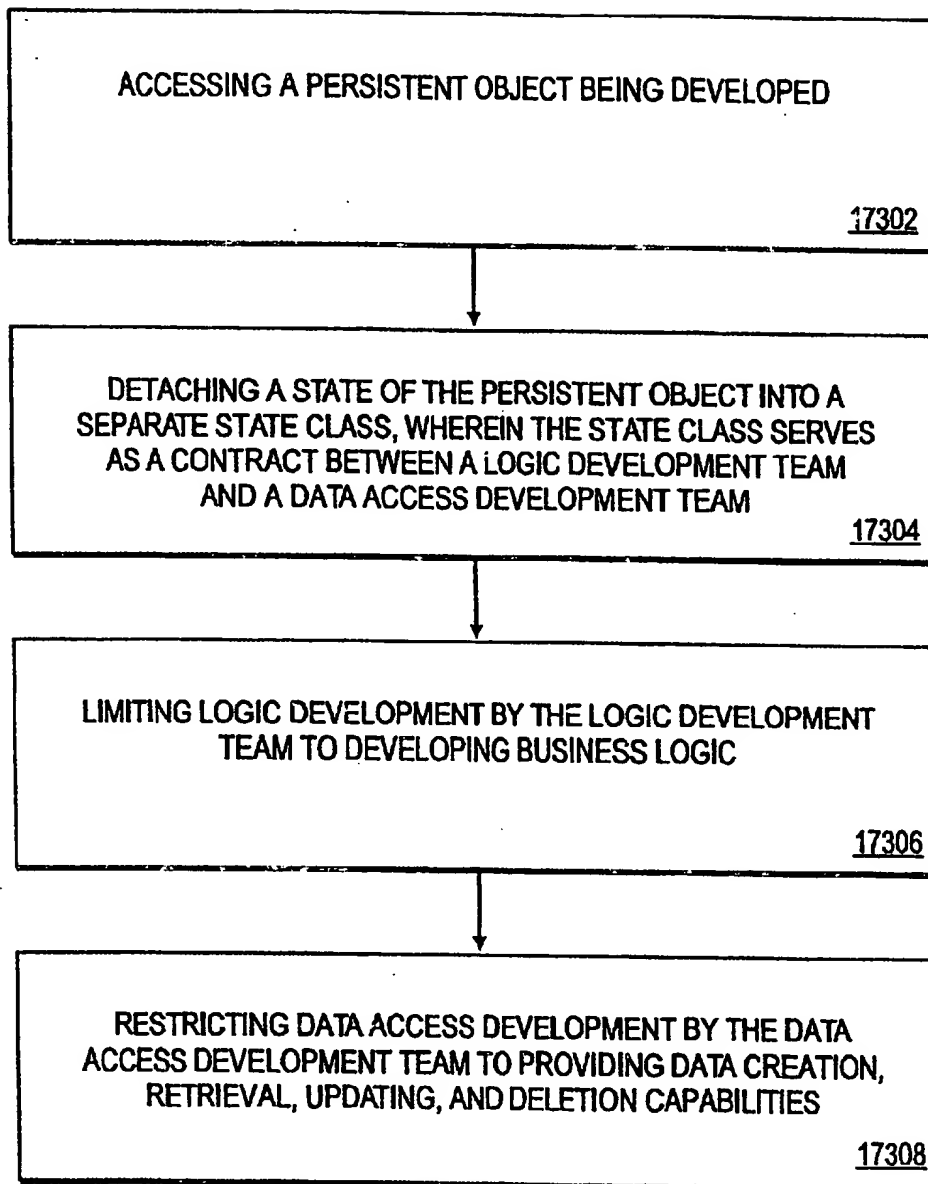 ACCESSING A PERSISTENT OBJECT BEING DEVELOPED
17302
DETACHING A STATE OF THE PERSISTENT OBJECT INTO A
SEPARATE STATE CLASS, WHEREIN THE STATE CLASS SERVES
AS A CONTRACT BETWEEN A LOGIC DEVELOPMENT TEAM
AND A DATA ACCESS DEVELOPMENT TEAM
17304
LIMITING LOGIC DEVELOPMENT BY THE LOGIC DEVELOPMENT
TEAM TO DEVELOPING BUSINESS LOGIC
17306
RESTRICTING DATA ACCESS DEVELOPMENT BY THE DATA
ACCESS DEVELOPMENT TEAM TO PROVIDING DATA CREATION,
RETRIEVAL, UPDATING, AND DELETION CAPABILITIES
17308